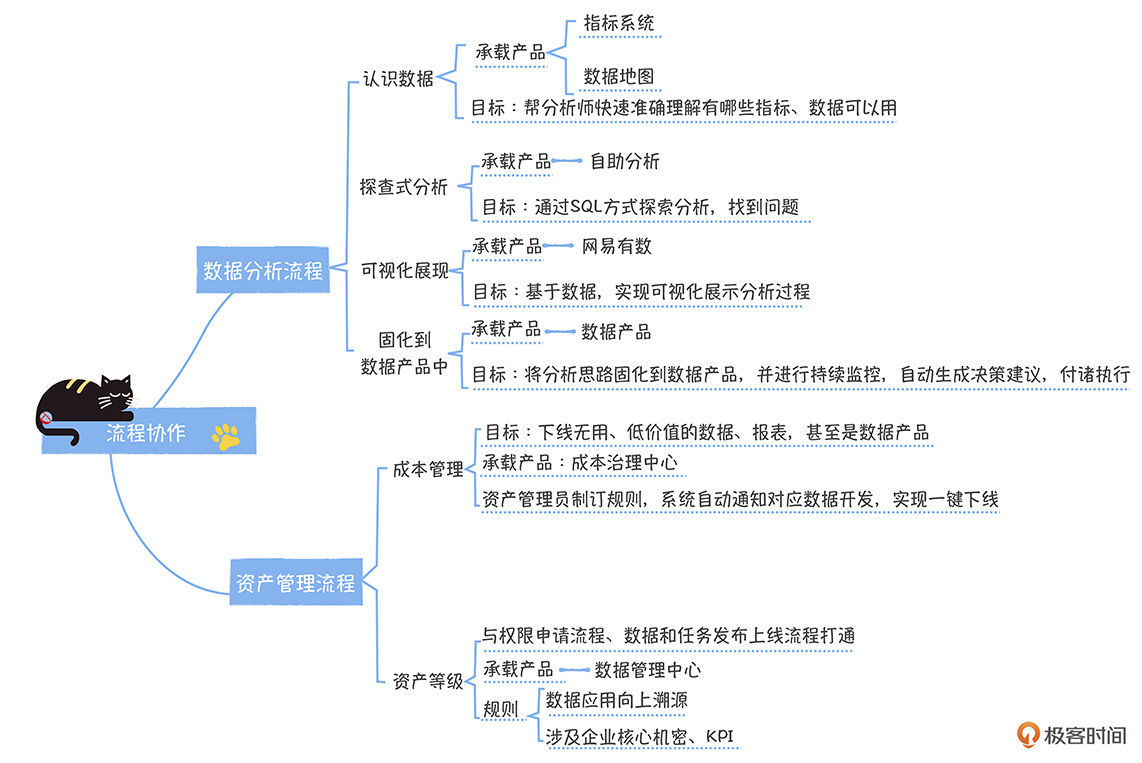 指标系统
承载产品
数据地图
认识数据
目标：帮分析师快速准确理解有哪些指标、数据可以用
承载产品
自助分析
探查式分析
目标：通过SQL方式探索分析，找到问题
数据分析流程
承载产品
网易有数
可视化展现
目标：基于数据，实现可视化展示分析过程
固化到
数据产品中
承载产品
数据产品
目标：将分析思路固化到数据产品，并进行持续监控，自动生成决策建议，付诸执行
流程协作
目标：下线无用、低价值的数据、报表，甚至是数据产品
成本管理
承载产品：成本治理中心
资产管理员制订规则，系统自动通知对应数据开发，实现一键下线
资产管理流程
与权限申请流程、数据和任务发布上线流程打通
资产等级
承载产品
数据管理中心
规则
数据应用向上溯源
涉及企业核心机密、KPI
极客时间